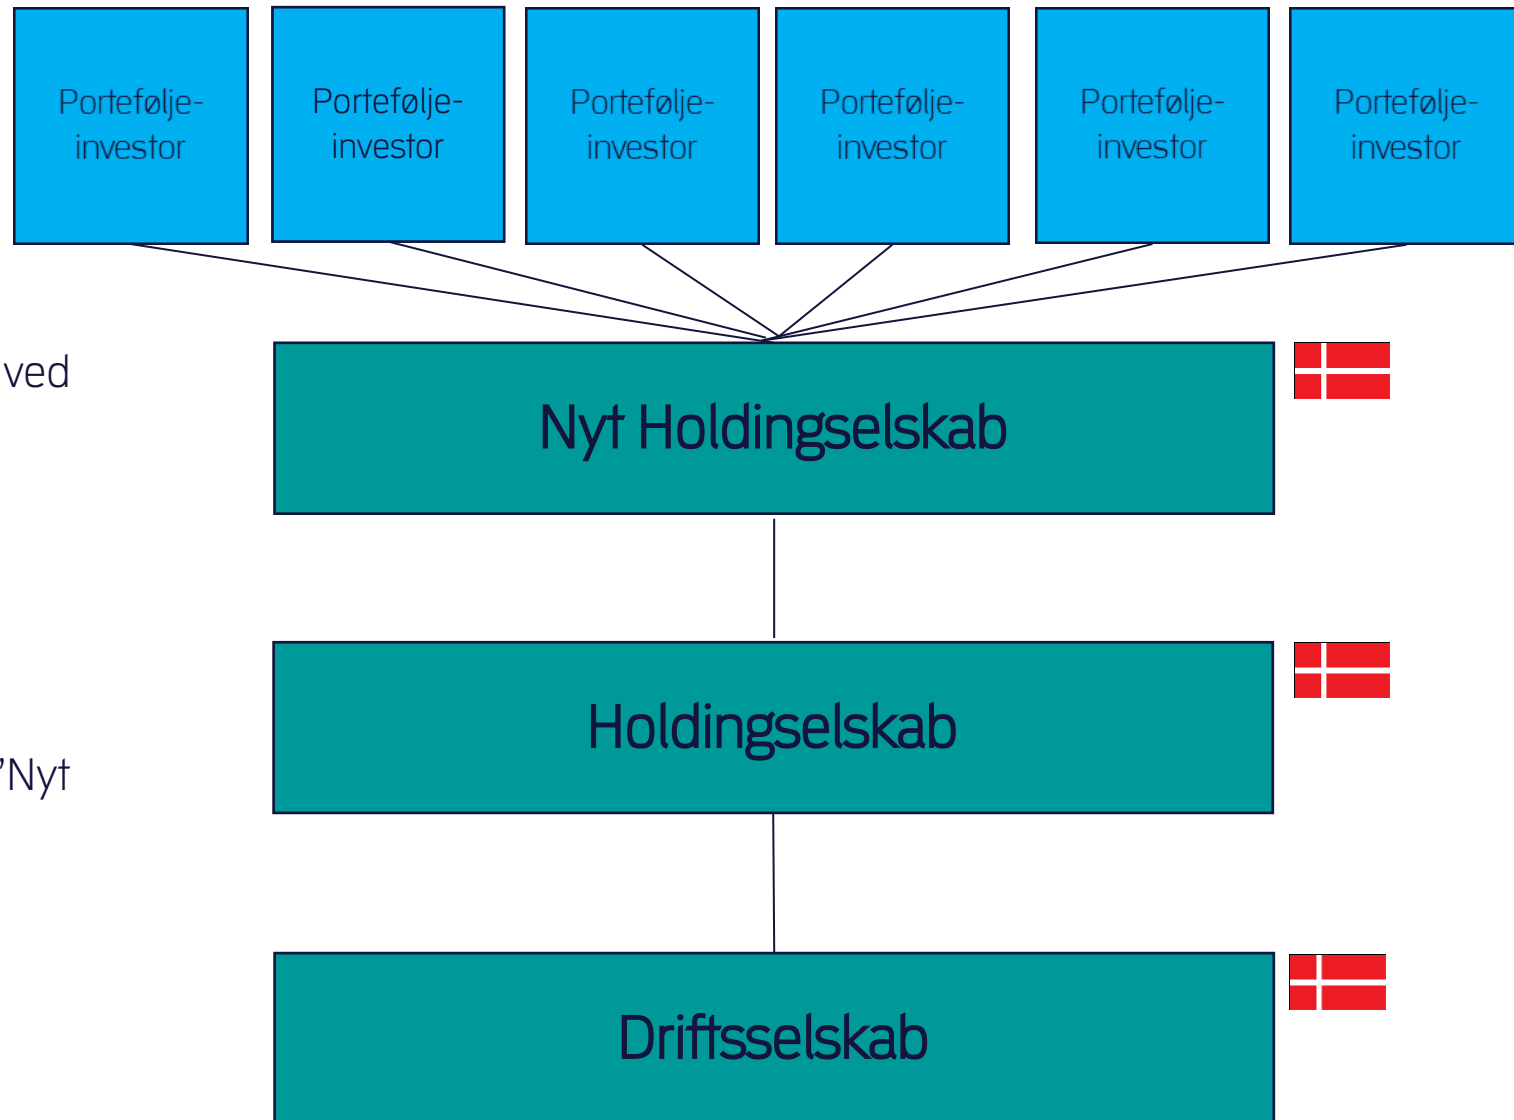 Portefølje-
investor
Portefølje-
investor
Portefølje-
investor
Portefølje-
investor
Portefølje-
investor
Portefølje-
investor
ved
Nyt Holdingselskab
Holdingselskab
”Nyt
Driftsselskab